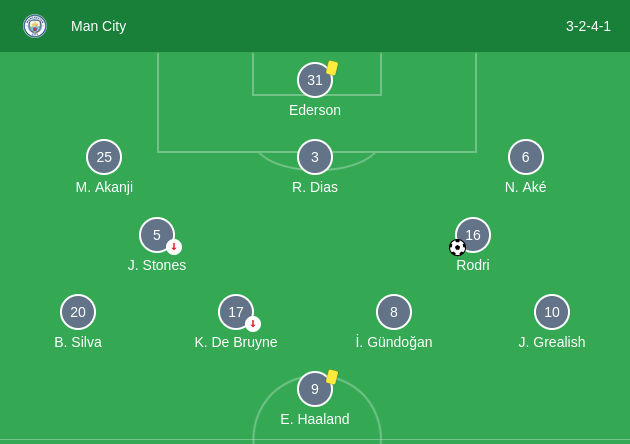 Man City 3-2-4-1
31
Ederson
25 3 6
M. Akanji R. Dias N. Aké
5 16
J. Stones Rodri
20 17 8 10
B. Silva K. De Bruyne İ. Gündoğan J. Grealish
9
E. Haaland